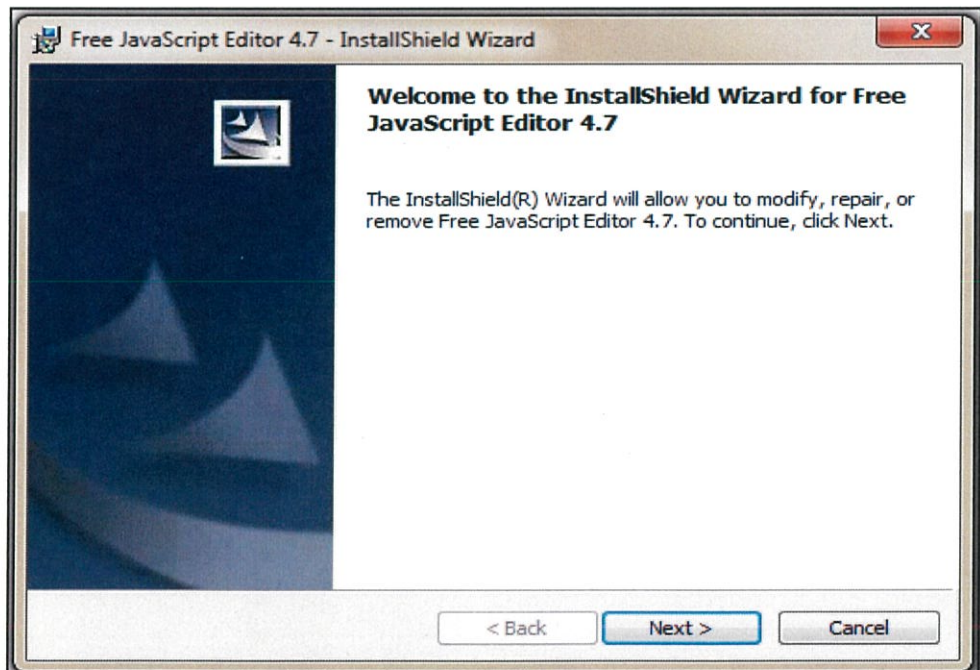 Free JavaScript Editor 4.7 - InstallShield Wizard
Welcome to the InstallShield Wizard for Free
JavaScript Editor 4.7
The InstallShield(R) Wizard will allow you to modify, repair, or
remove Free JavaScript Editor 4.7. To continue, click Next.
< Back Next > Cancel